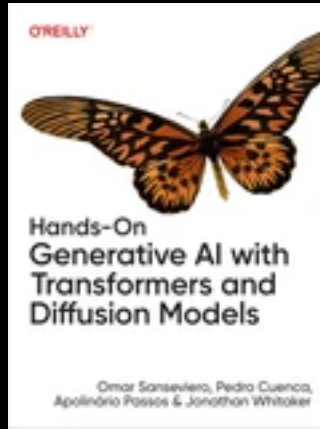 O'REILLY
Hands-On
Generative AI with
Transformers and
Diffusion Models
Omar Sanseviero, Pedro Cuenca,
Apolinário Passos & Jonathan Whitaker